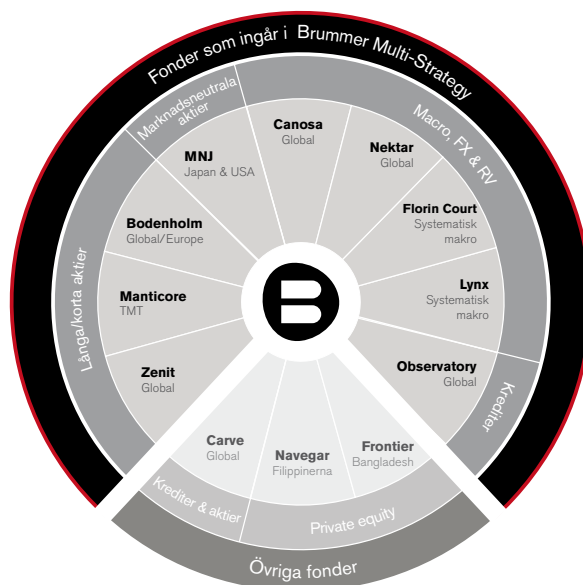 Fonder som ingår i Brummer Multi-Strategy
Marknadsneutrala
aktier
Macro, FX & RV
Långa/korta aktier
Krediter
Canosa
Global
Nektar
Global
MNJ
Japan & USA
Florin Court
Systematisk
makro
Bodenholm
Global/Europe
Lynx
Systematisk
makro
Manticore
TMT
Observatory
Global
Zenit
Global
Carve
Global
Navegar
Filippinerna
Frontier
Bangladesh
Krediter & aktier
Private equity
Övriga fonder
B